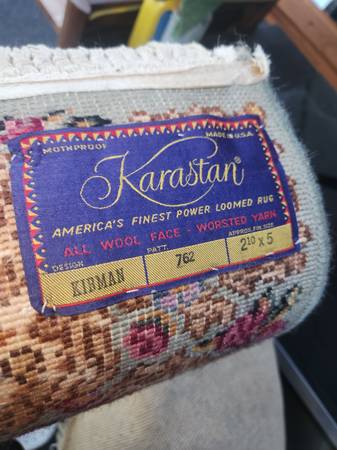 MOTHPROOF MADE IN U.S.A.
Karastan®
AMERICA'S FINEST POWER LOOMED RUG
ALL WOOL FACE - WORSTED YARN
DESIGN PATT. APPROX. FIN. SIZE
KIRMAN 762 2¹⁰ x 5